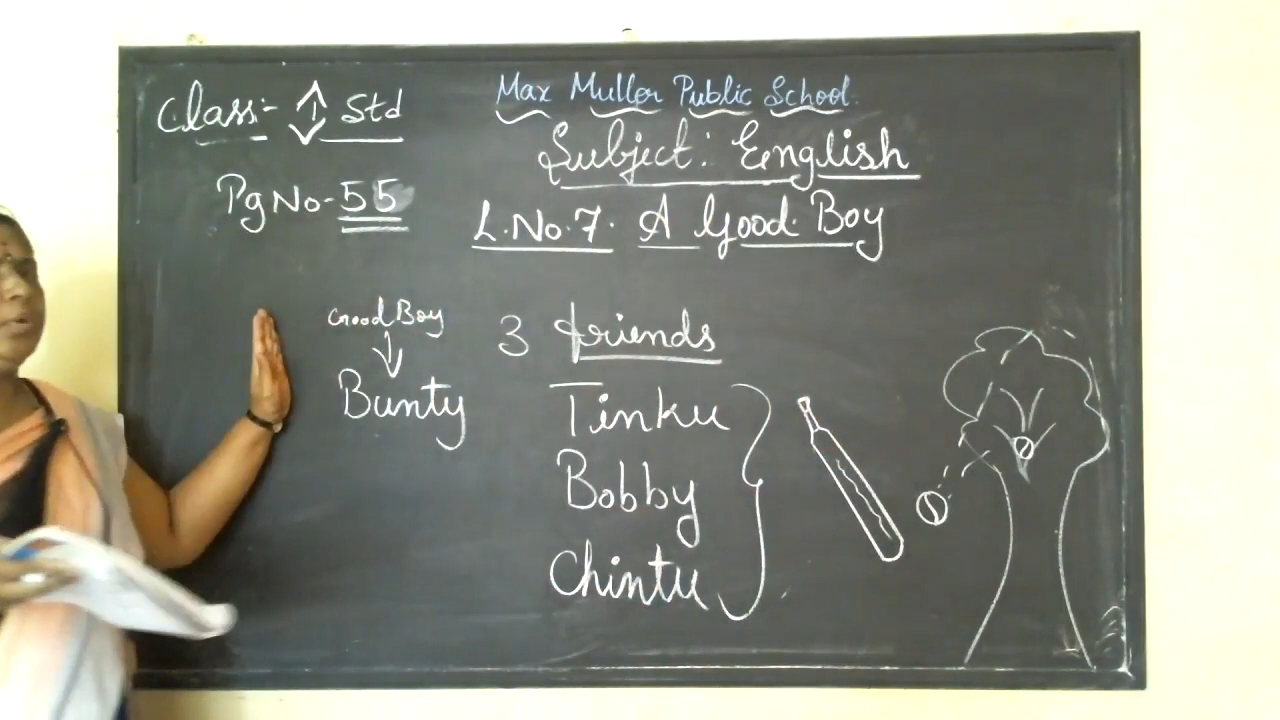 Max Muller Public School.
Class:- I Std
Subject: English
Pg No-55
L.No.7. A Good Boy
Good Boy
3 friends
Bunty
Tinku
Bobby
Chintu